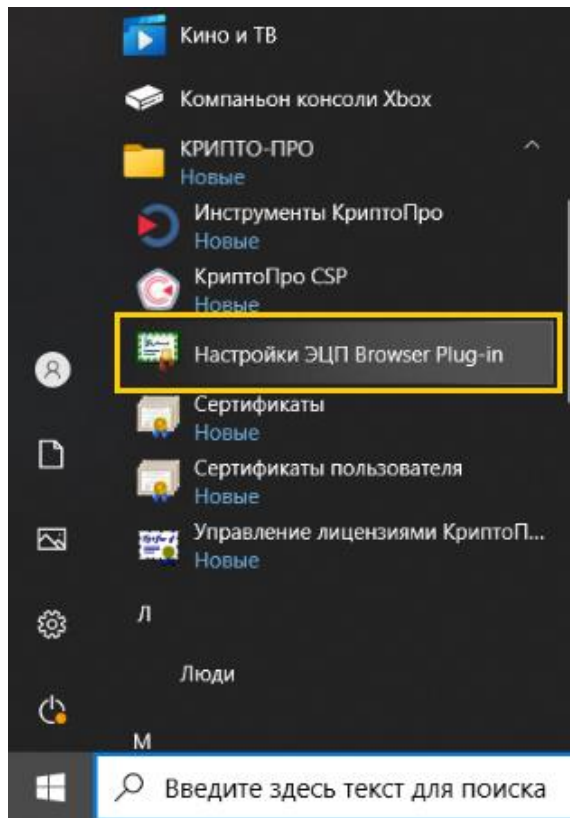 Кино и ТВ
Компаньон консоли Xbox
КРИПТО-ПРО
Новые
Инструменты КриптоПро
Новые
КриптоПро CSP
Новые
Настройки ЭЦП Browser Plug-in
Сертификаты
Новые
Сертификаты пользователя
Новые
Управление лицензиями КриптоП...
Новые
Л
Люди
М
Введите здесь текст для поиска